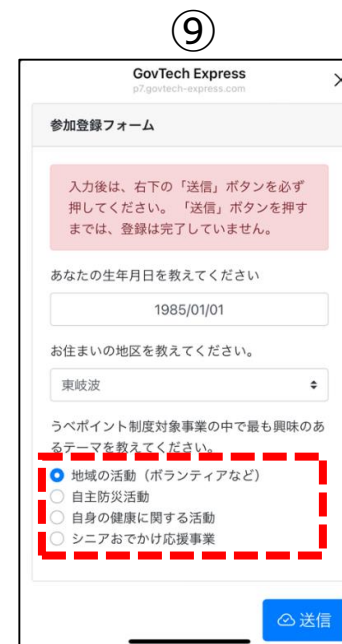 ⑨
GovTech Express
p7.govtech-express.com
参加登録フォーム
入力後は、右下の「送信」ボタンを必ず
押してください。「送信」ボタンを押す
までは、登録は完了していません。
あなたの生年月日を教えてください
1985/01/01
お住まいの地区を教えてください。
東岐波
うべポイント制度対象事業の中で最も興味のあ
るテーマを教えてください。
地域の活動（ボランティアなど）
自主防災活動
自身の健康に関する活動
シニアおでかけ応援事業
送信